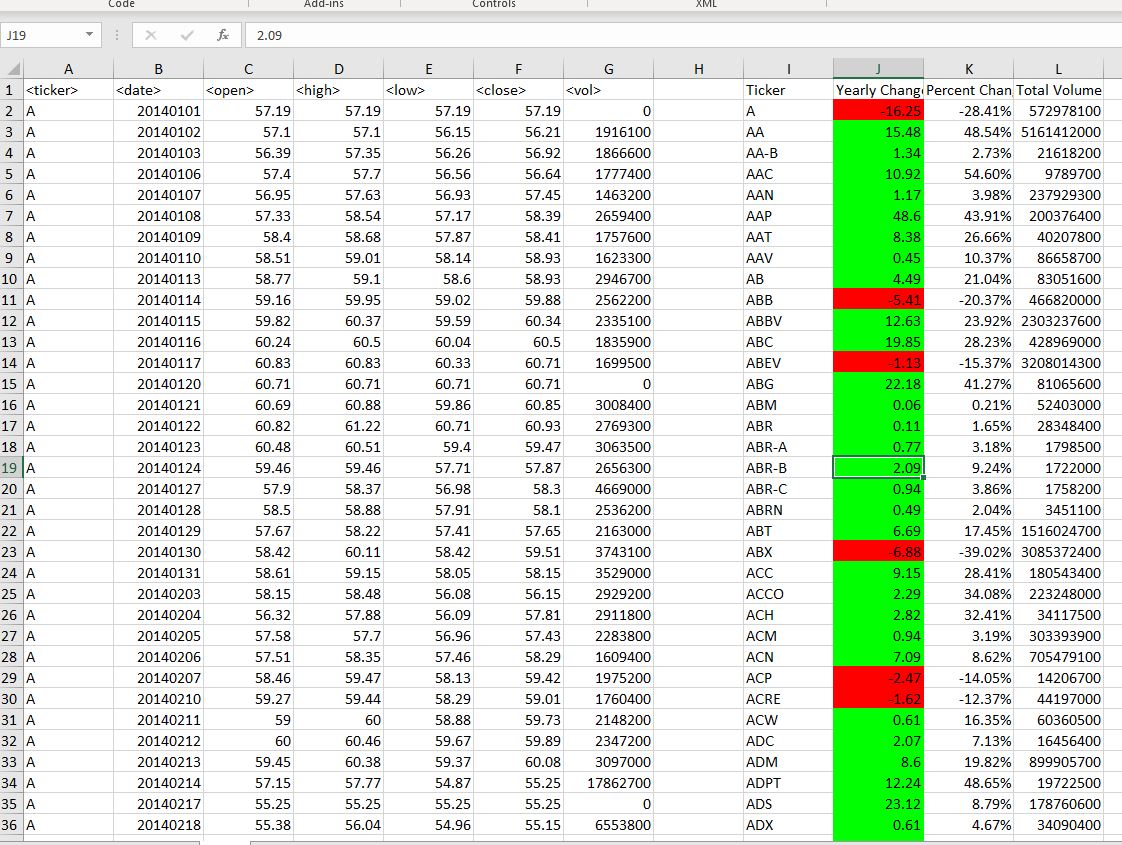 Code Add-ins Controls XML
J19 fx 2.09
A B C D E F G H I J K L
1 <ticker> <date> <open> <high> <low> <close> <vol> Ticker Yearly Chang Percent Chan Total Volume
2 A 20140101 57.19 57.19 57.19 57.19 0 A -16.25 -28.41% 572978100
3 A 20140102 57.1 57.1 56.15 56.21 1916100 AA 15.48 48.54% 5161412000
4 A 20140103 56.39 57.35 56.26 56.92 1866600 AA-B 1.34 2.73% 21618200
5 A 20140106 57.4 57.7 56.56 56.64 1777400 AAC 10.92 54.60% 9789700
6 A 20140107 56.95 57.63 56.93 57.45 1463200 AAN 1.17 3.98% 237929300
7 A 20140108 57.33 58.54 57.17 58.39 2659400 AAP 48.6 43.91% 200376400
8 A 20140109 58.4 58.68 57.87 58.41 1757600 AAT 8.38 26.66% 40207800
9 A 20140110 58.51 59.01 58.14 58.93 1623300 AAV 0.45 10.37% 86658700
10 A 20140113 58.77 59.1 58.6 58.93 2946700 AB 4.49 21.04% 83051600
11 A 20140114 59.16 59.95 59.02 59.88 2562200 ABB -5.41 -20.37% 466820000
12 A 20140115 59.82 60.37 59.59 60.34 2335100 ABBV 12.63 23.92% 2303237600
13 A 20140116 60.24 60.5 60.04 60.5 1835900 ABC 19.85 28.23% 428969000
14 A 20140117 60.83 60.83 60.33 60.71 1699500 ABEV -1.13 -15.37% 3208014300
15 A 20140120 60.71 60.71 60.71 60.71 0 ABG 22.18 41.27% 81065600
16 A 20140121 60.69 60.88 59.86 60.85 3008400 ABM 0.06 0.21% 52403000
17 A 20140122 60.82 61.22 60.71 60.93 2769300 ABR 0.11 1.65% 28348400
18 A 20140123 60.48 60.51 59.4 59.47 3063500 ABR-A 0.77 3.18% 1798500
19 A 20140124 59.46 59.46 57.71 57.87 2656300 ABR-B 2.09 9.24% 1722000
20 A 20140127 57.9 58.37 56.98 58.3 4669000 ABR-C 0.94 3.86% 1758200
21 A 20140128 58.5 58.88 57.91 58.1 2536200 ABRN 0.49 2.04% 3451100
22 A 20140129 57.67 58.22 57.41 57.65 2163000 ABT 6.69 17.45% 1516024700
23 A 20140130 58.42 60.11 58.42 59.51 3743100 ABX -6.88 -39.02% 3085372400
24 A 20140131 58.61 59.15 58.05 58.15 3529000 ACC 9.15 28.41% 180543400
25 A 20140203 58.15 58.48 56.08 56.15 2929200 ACCO 2.29 34.08% 223248000
26 A 20140204 56.32 57.88 56.09 57.81 2911800 ACH 2.82 32.41% 34117500
27 A 20140205 57.58 57.7 56.96 57.43 2283800 ACM 0.94 3.19% 303393900
28 A 20140206 57.51 58.35 57.46 58.29 1609400 ACN 7.09 8.62% 705479100
29 A 20140207 58.46 59.47 58.13 59.42 1975200 ACP -2.47 -14.05% 14206700
30 A 20140210 59.27 59.44 58.29 59.01 1760400 ACRE -1.62 -12.37% 44197000
31 A 20140211 59 60 58.88 59.73 2148200 ACW 0.61 16.35% 60360500
32 A 20140212 60 60.46 59.67 59.89 2347200 ADC 2.07 7.13% 16456400
33 A 20140213 59.45 60.38 59.37 60.08 3097000 ADM 8.6 19.82% 899905700
34 A 20140214 57.15 57.77 54.87 55.25 17862700 ADPT 12.24 48.65% 19722500
35 A 20140217 55.25 55.25 55.25 55.25 0 ADS 23.12 8.79% 178760600
36 A 20140218 55.38 56.04 54.96 55.15 6553800 ADX 0.61 4.67% 34090400